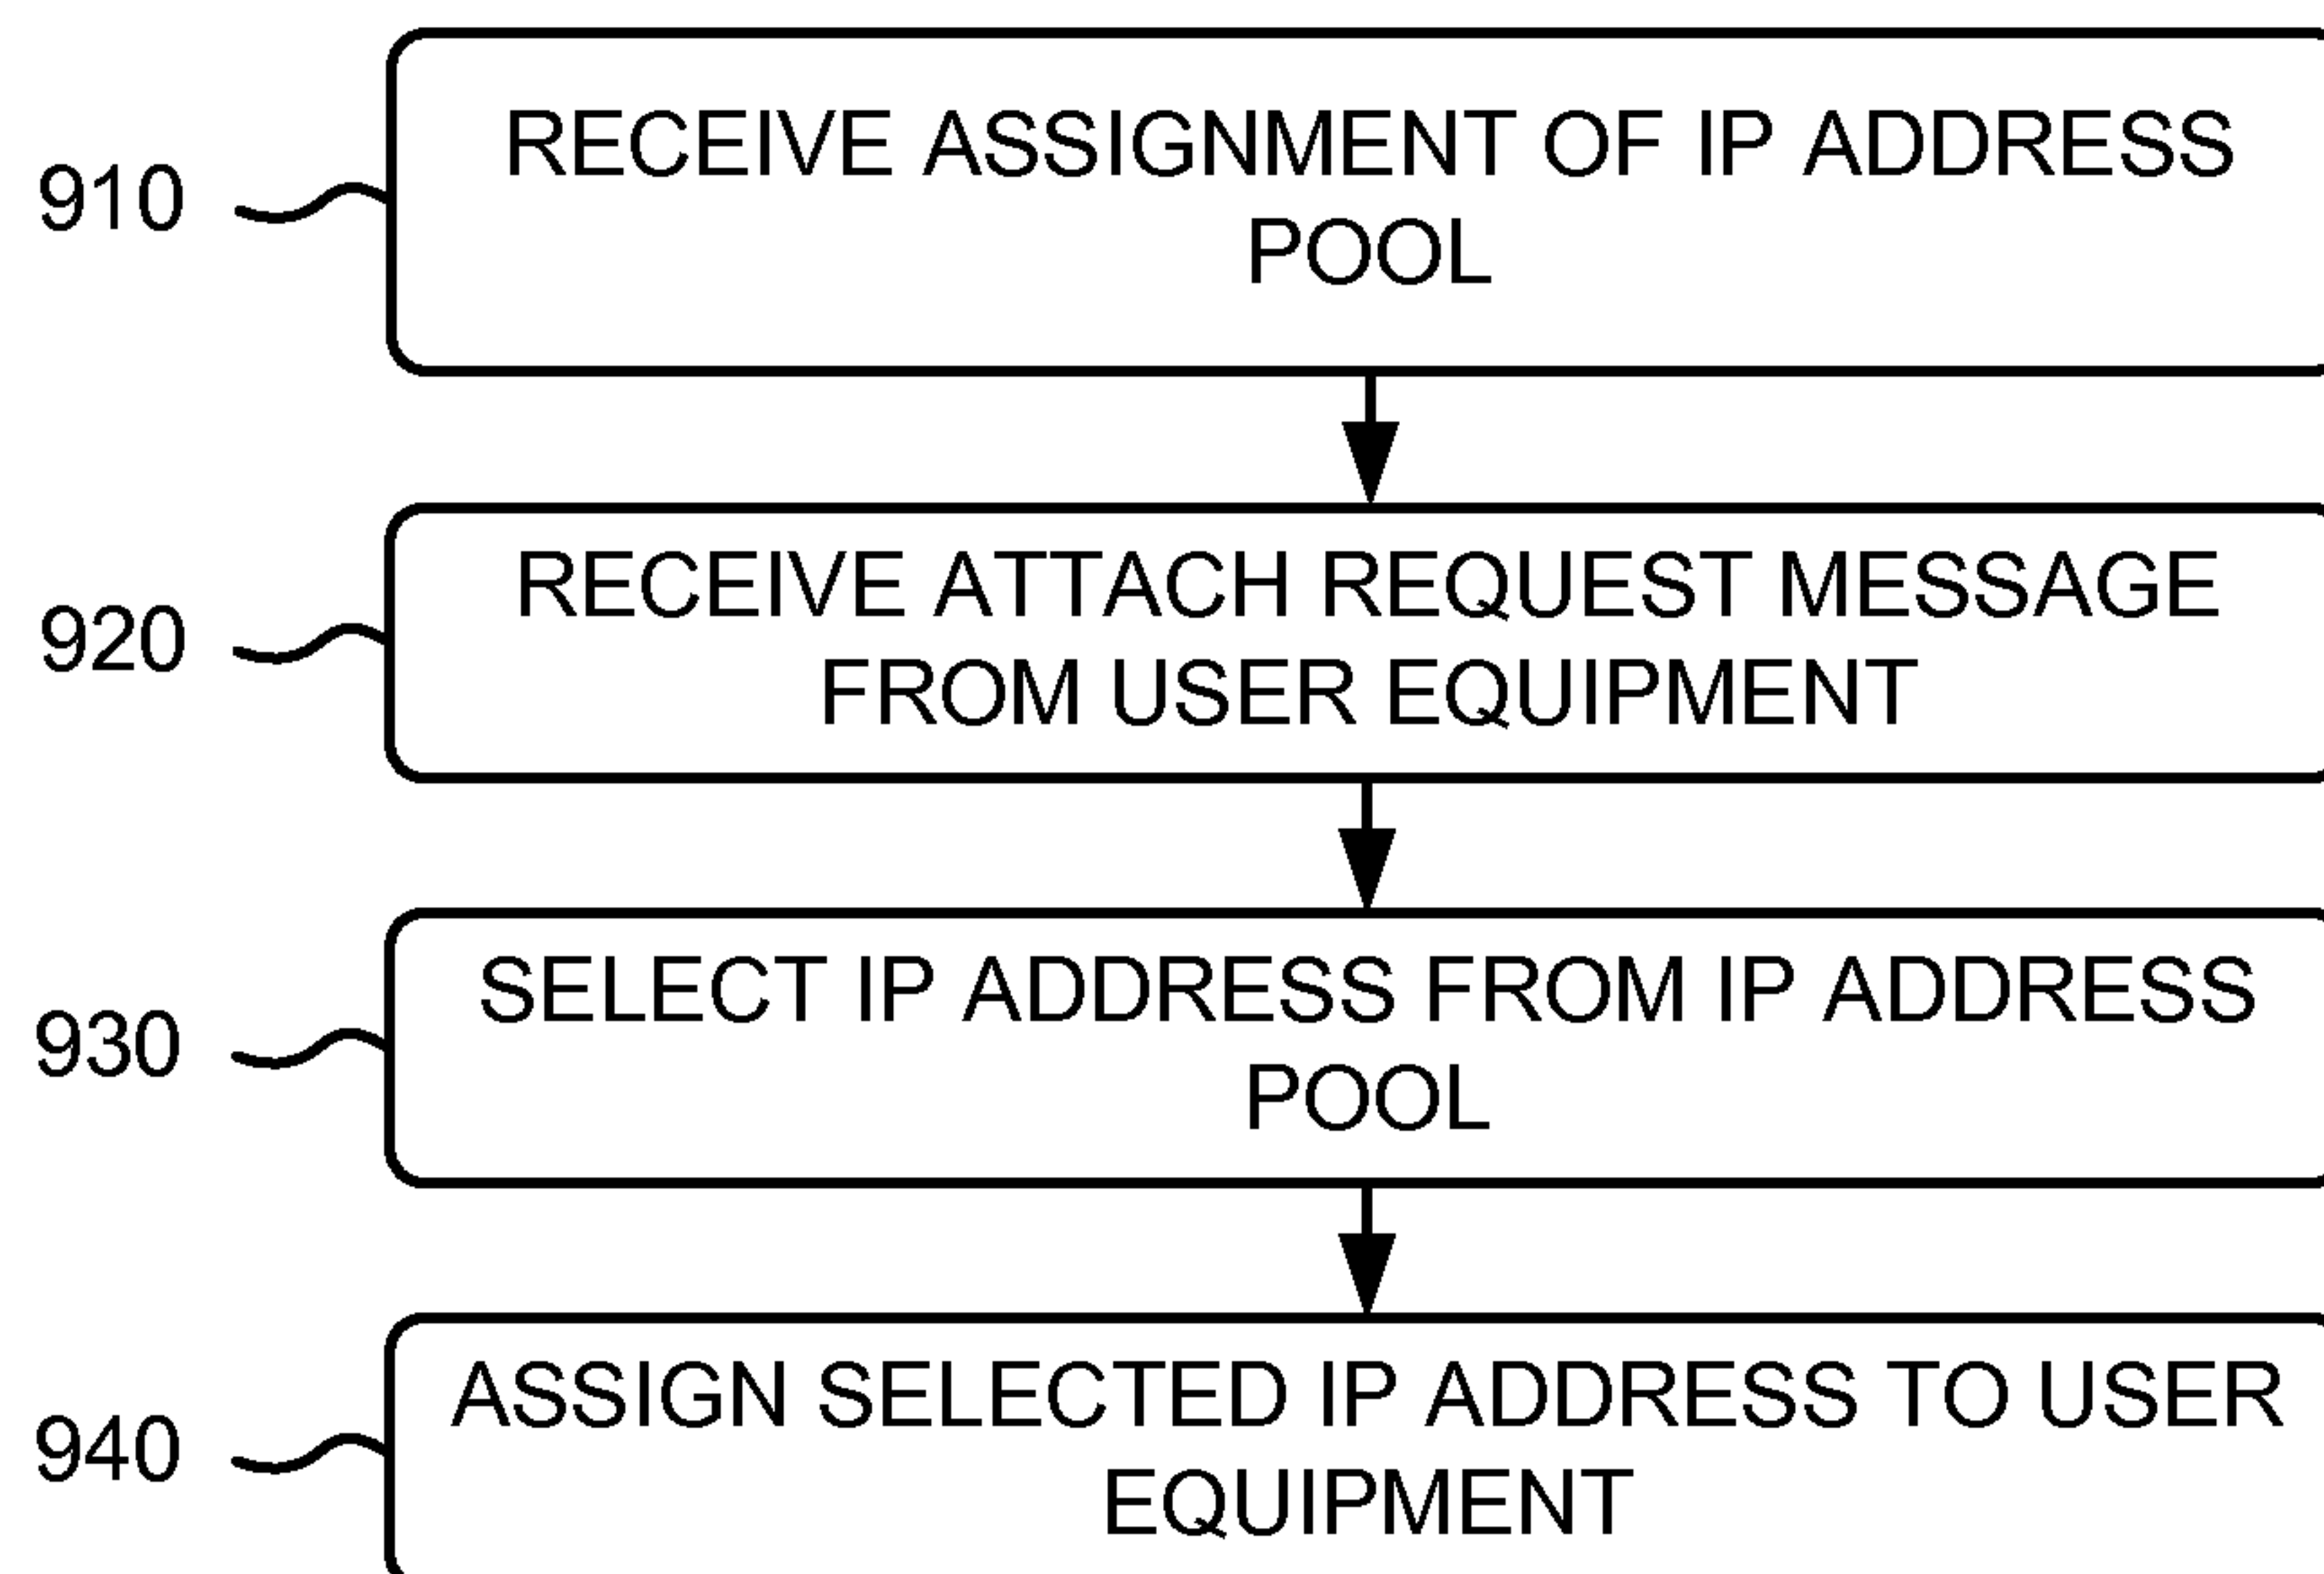 910
RECEIVE ASSIGNMENT OF IP ADDRESS
POOL
920
RECEIVE ATTACH REQUEST MESSAGE
FROM USER EQUIPMENT
930
SELECT IP ADDRESS FROM IP ADDRESS
POOL
940
ASSIGN SELECTED IP ADDRESS TO USER
EQUIPMENT